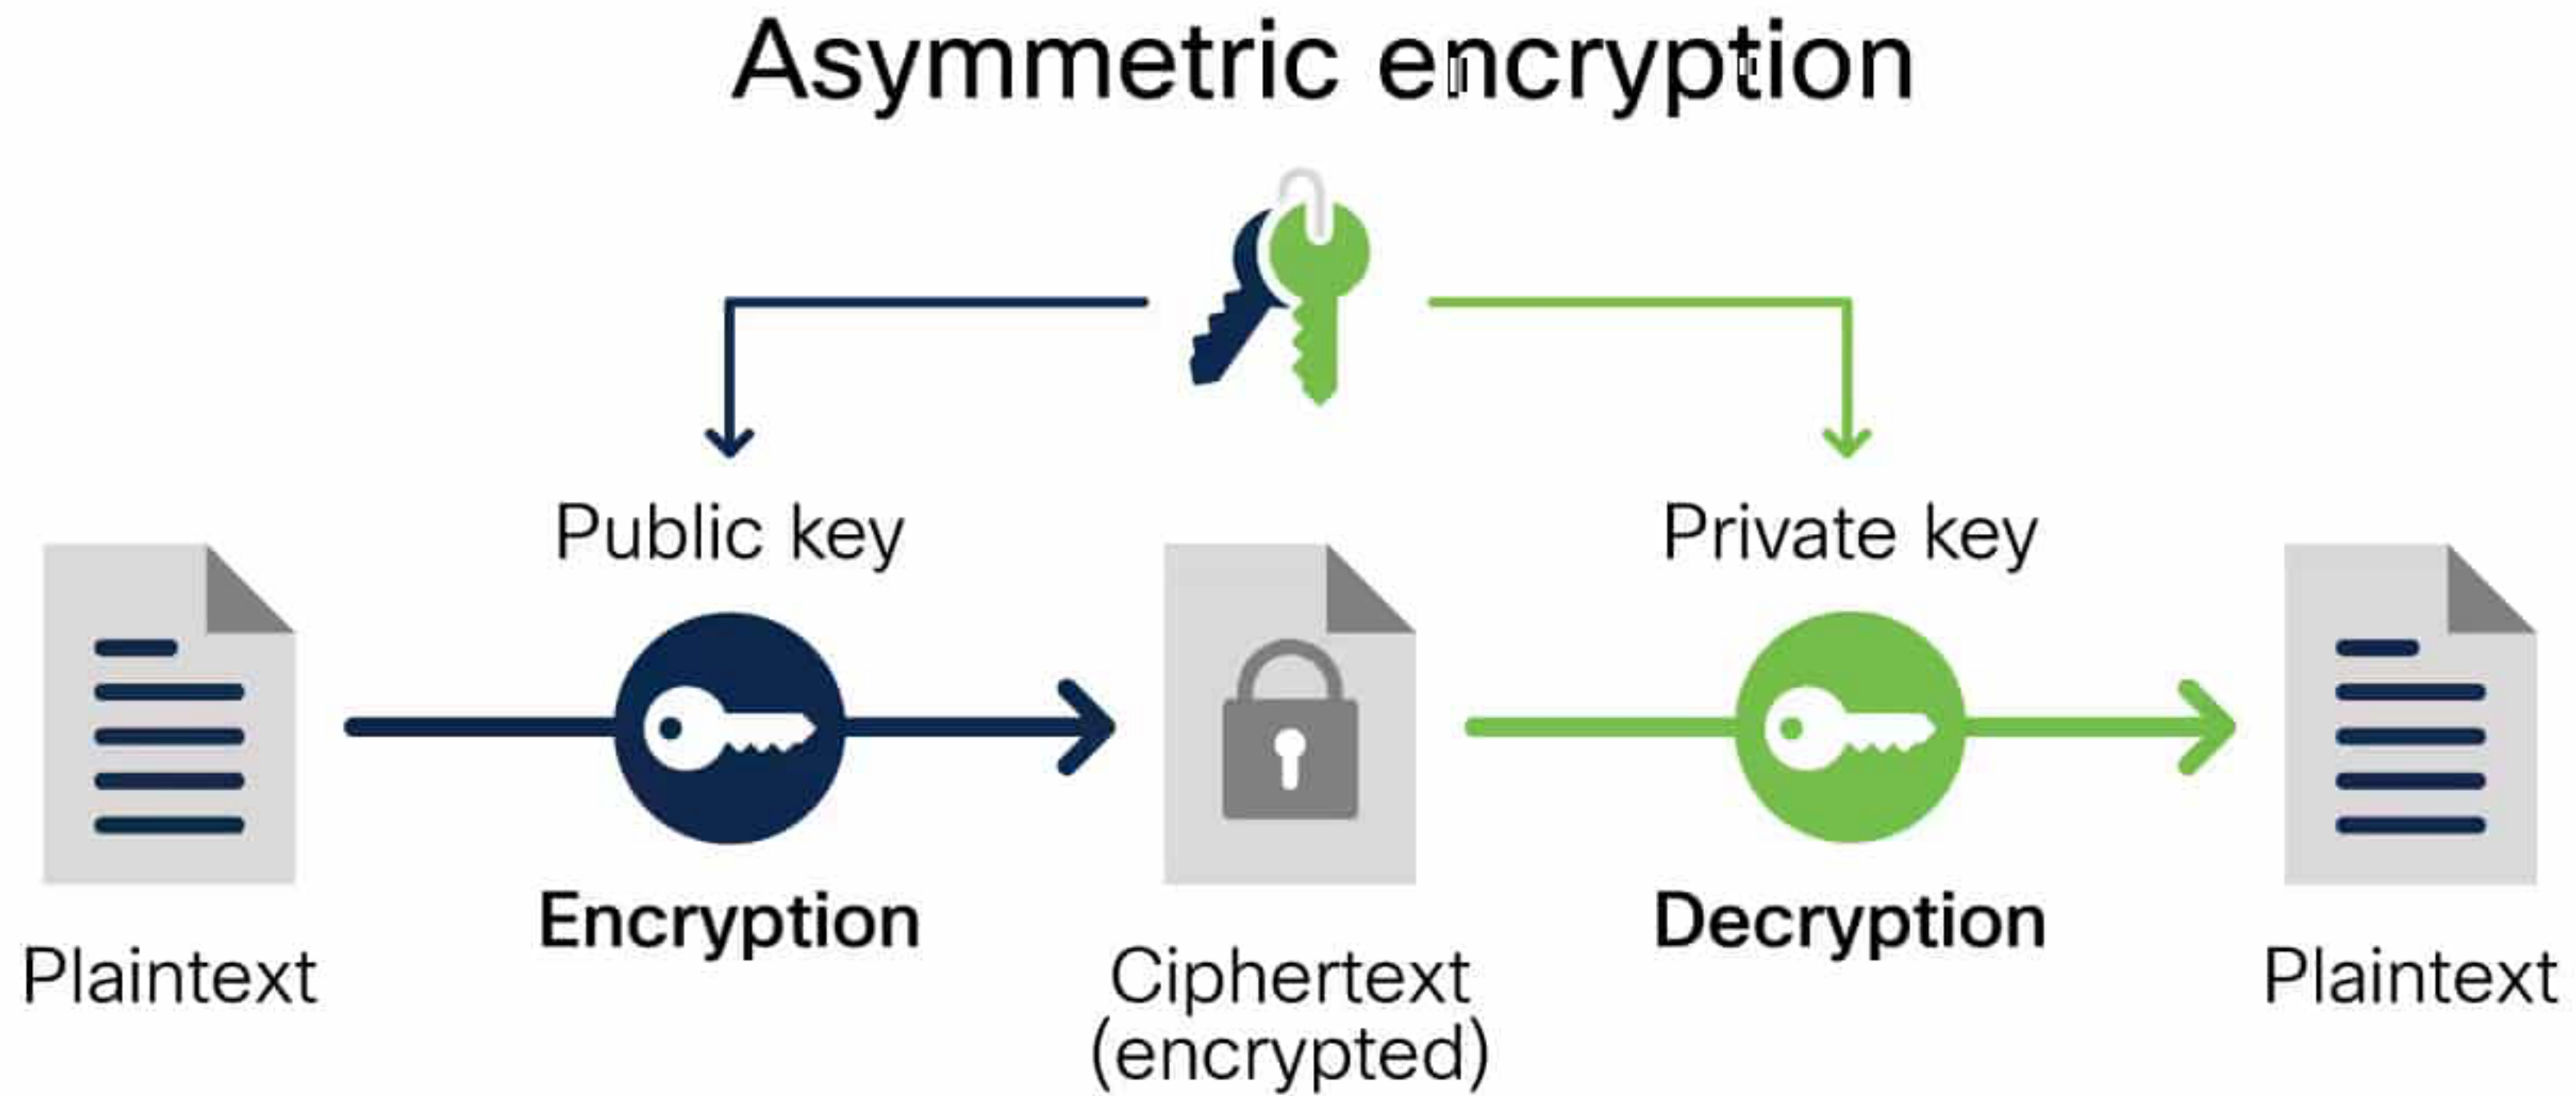 Asymmetric encryption
Public key
Private key
Encryption
Decryption
Plaintext
Ciphertext
(encrypted)
Plaintext